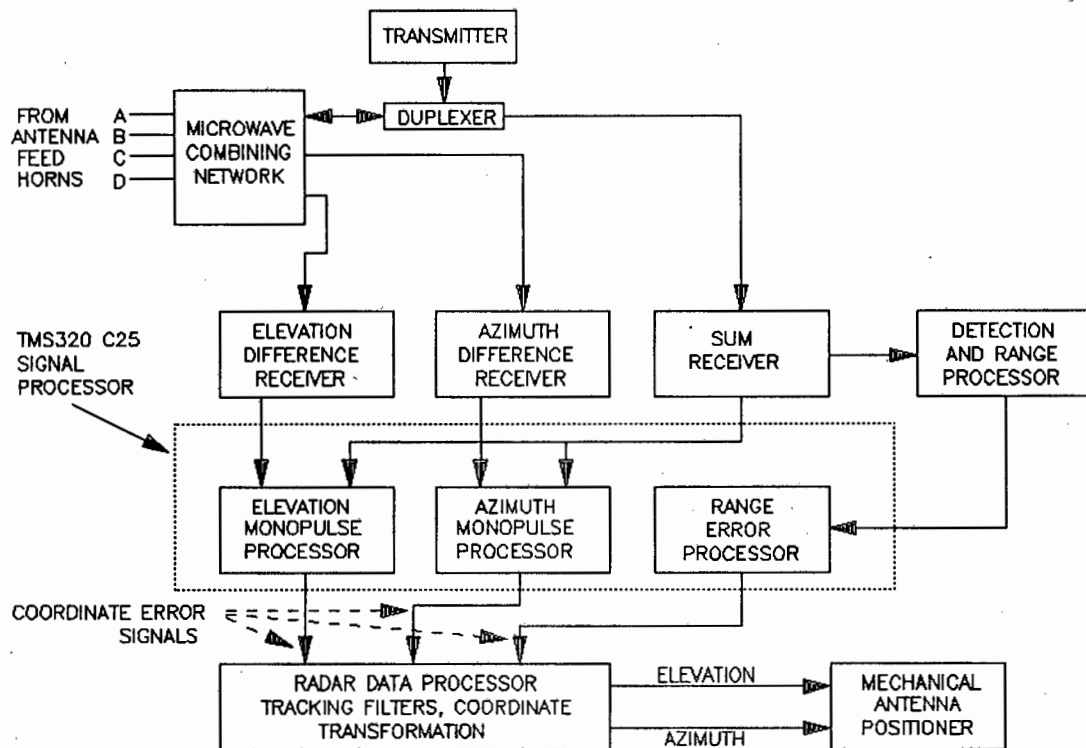 TRANSMITTER
DUPLEXER
FROM
ANTENNA
FEED
HORNS
A
B
C
D
MICROWAVE
COMBINING
NETWORK
ELEVATION
DIFFERENCE
RECEIVER
AZIMUTH
DIFFERENCE
RECEIVER
SUM
RECEIVER
DETECTION
AND RANGE
PROCESSOR
TMS320 C25
SIGNAL
PROCESSOR
ELEVATION
MONOPULSE
PROCESSOR
AZIMUTH
MONOPULSE
PROCESSOR
RANGE
ERROR
PROCESSOR
COORDINATE ERROR
SIGNALS
RADAR DATA PROCESSOR
TRACKING FILTERS, COORDINATE
TRANSFORMATION
ELEVATION
AZIMUTH
MECHANICAL
ANTENNA
POSITIONER